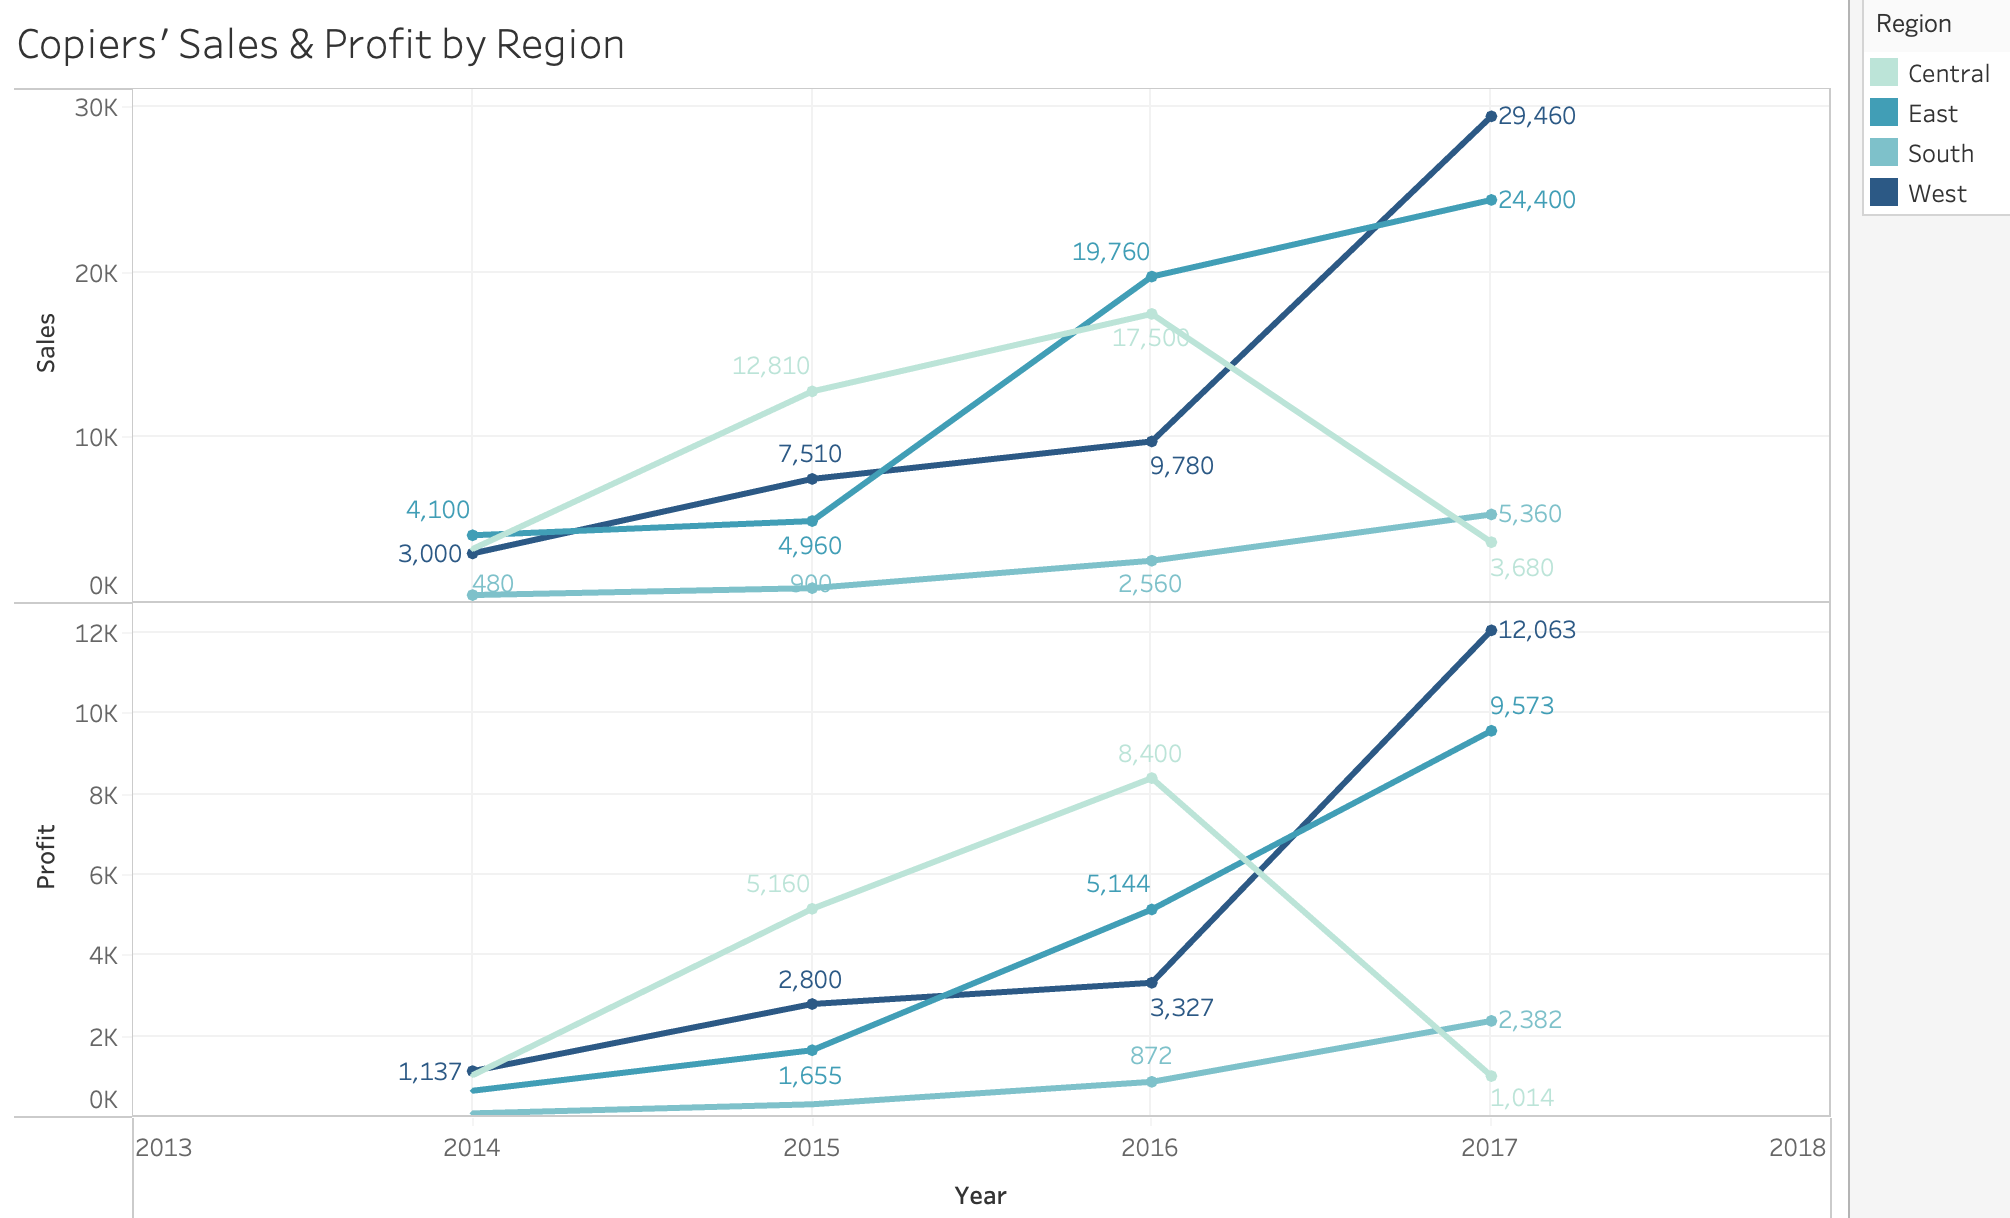 Copiers' Sales & Profit by Region
Region
Central
East
South
West
Sales
30K
20K
10K
0K
29,460
24,400
19,760
17,500
12,810
7,510
9,780
4,100
3,000
4,960
5,360
3,680
480
900
2,560
Profit
12K
10K
8K
6K
4K
2K
0K
12,063
9,573
8,400
5,160
5,144
2,800
3,327
1,137
1,655
872
2,382
1,014
2013
2014
2015
2016
2017
2018
Year